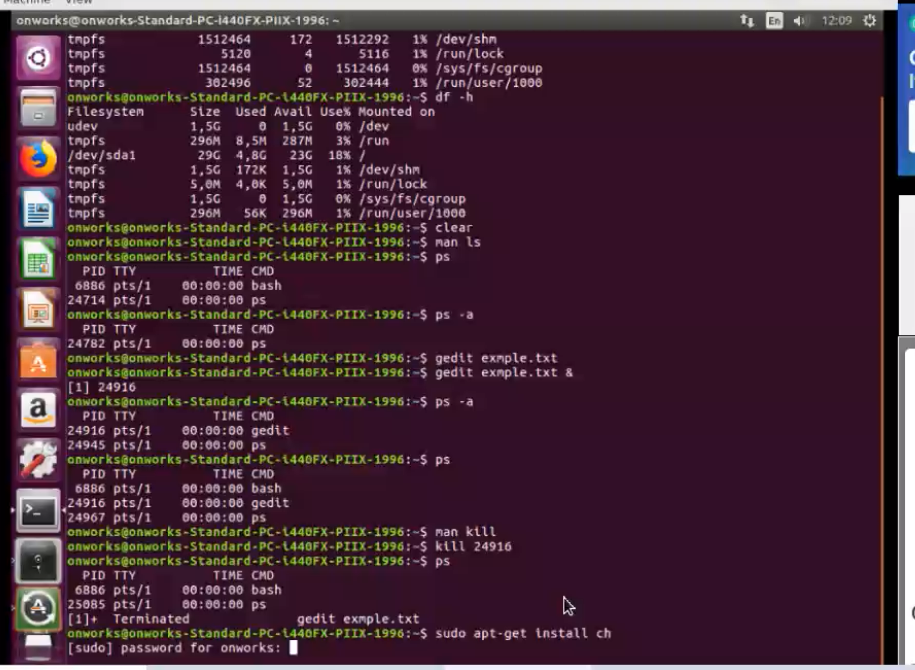 Machine View
onworks@onworks-Standard-PC-i440FX-PIIX-1996: ~ En 12:09
tmpfs 1512464 172 1512292 1% /dev/shm
tmpfs 5120 4 5116 1% /run/lock
tmpfs 1512464 0 1512464 0% /sys/fs/cgroup
tmpfs 302496 52 302444 1% /run/user/1000
onworks@onworks-Standard-PC-i440FX-PIIX-1996:~$ df -h
Filesystem Size Used Avail Use% Mounted on
udev 1,5G 0 1,5G 0% /dev
tmpfs 296M 8,5M 287M 3% /run
/dev/sda1 29G 4,8G 23G 18% /
tmpfs 1,5G 172K 1,5G 1% /dev/shm
tmpfs 5,0M 4,0K 5,0M 1% /run/lock
tmpfs 1,5G 0 1,5G 0% /sys/fs/cgroup
tmpfs 296M 56K 296M 1% /run/user/1000
onworks@onworks-Standard-PC-i440FX-PIIX-1996:~$ clear
onworks@onworks-Standard-PC-i440FX-PIIX-1996:~$ man ls
onworks@onworks-Standard-PC-i440FX-PIIX-1996:~$ ps
PID TTY TIME CMD
6886 pts/1 00:00:00 bash
24714 pts/1 00:00:00 ps
onworks@onworks-Standard-PC-i440FX-PIIX-1996:~$ ps -a
PID TTY TIME CMD
24782 pts/1 00:00:00 ps
onworks@onworks-Standard-PC-i440FX-PIIX-1996:~$ gedit exmple.txt
onworks@onworks-Standard-PC-i440FX-PIIX-1996:~$ gedit exmple.txt &
[1] 24916
onworks@onworks-Standard-PC-i440FX-PIIX-1996:~$ ps -a
PID TTY TIME CMD
24916 pts/1 00:00:00 gedit
24945 pts/1 00:00:00 ps
onworks@onworks-Standard-PC-i440FX-PIIX-1996:~$ ps
PID TTY TIME CMD
6886 pts/1 00:00:00 bash
24916 pts/1 00:00:00 gedit
24967 pts/1 00:00:00 ps
onworks@onworks-Standard-PC-i440FX-PIIX-1996:~$ man kill
onworks@onworks-Standard-PC-i440FX-PIIX-1996:~$ kill 24916
onworks@onworks-Standard-PC-i440FX-PIIX-1996:~$ ps
PID TTY TIME CMD
6886 pts/1 00:00:00 bash
25085 pts/1 00:00:00 ps
[1]+ Terminated gedit exmple.txt
onworks@onworks-Standard-PC-i440FX-PIIX-1996:~$ sudo apt-get install ch
[sudo] password for onworks: